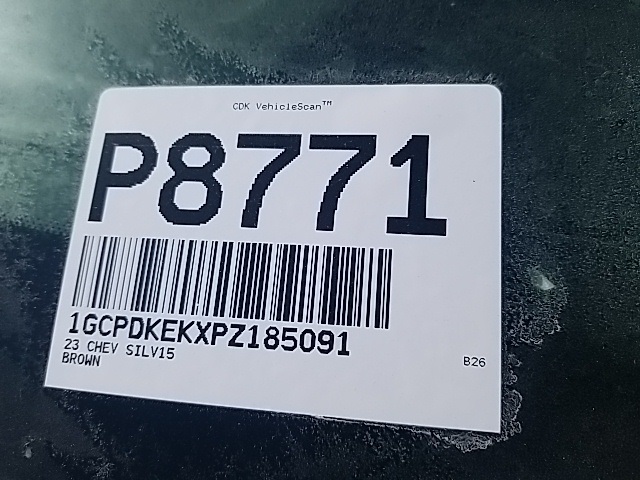 CDK VehicleScan™
P8771
1GCPDKEKXPZ185091
23 CHEV SILV15
BROWN
B26